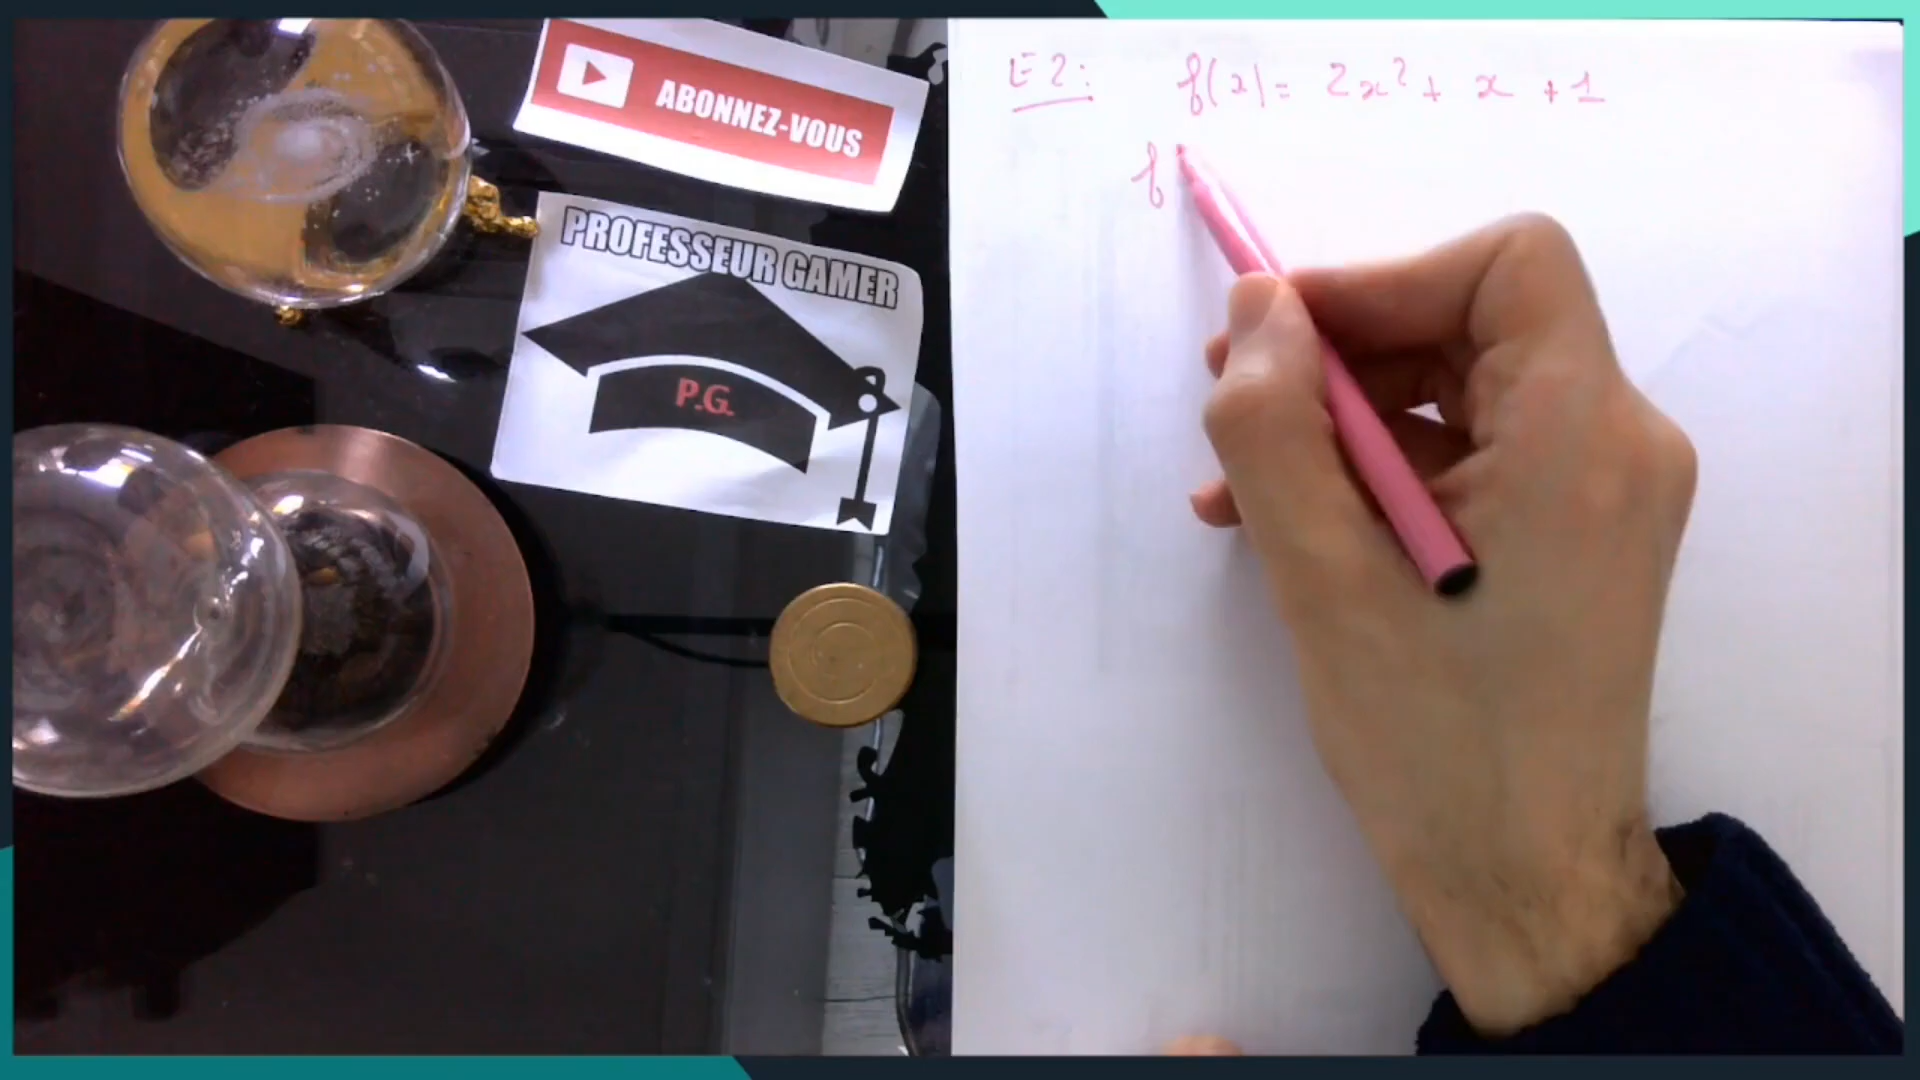 ABONNEZ-VOUS
PROFESSEUR GAMER
P.G.
E2: f(x) = 2x² + x + 1
f'